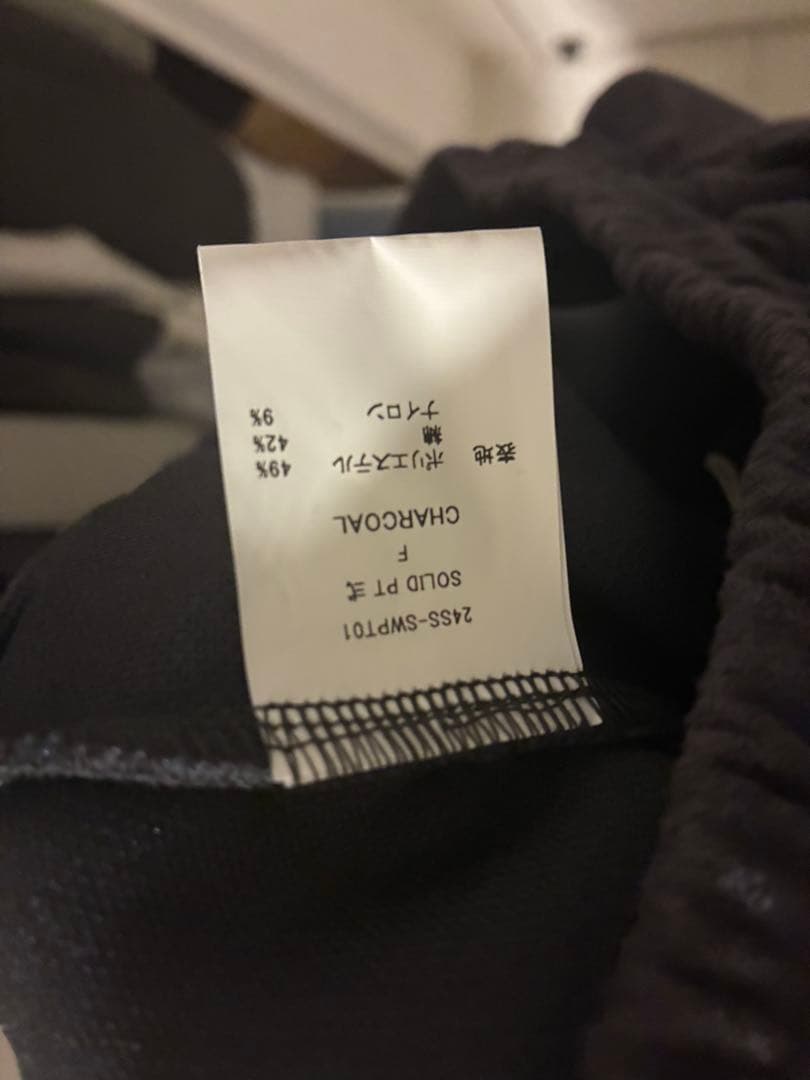 24SS-SWPT01
SOLID PT 弐
F
CHARCOAL
表地 ポリエステル 49%
綿 42%
ナイロン 9%